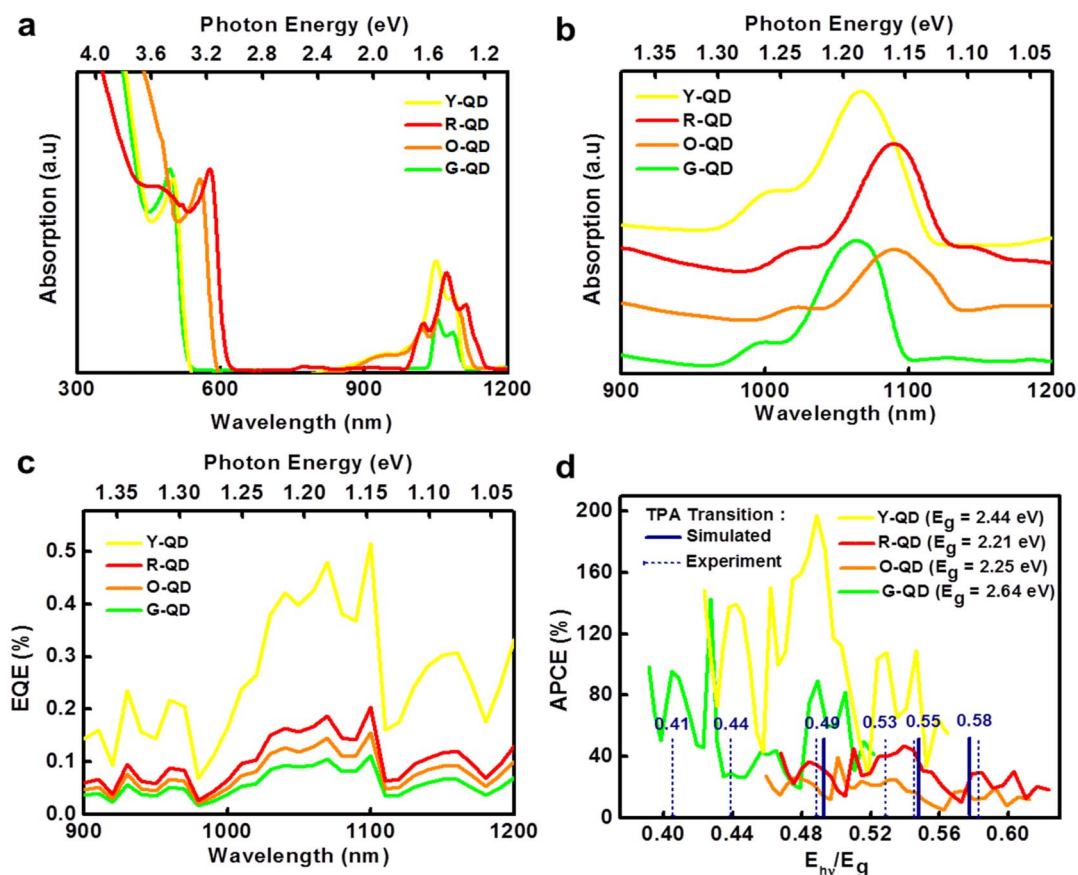 a
Photon Energy (eV)
4.0 3.6 3.2 2.8 2.4 2.0 1.6 1.2
Absorption (a.u)
Y-QD
R-QD
O-QD
G-QD
300 600 900 1200
Wavelength (nm)
b
Photon Energy (eV)
1.35 1.30 1.25 1.20 1.15 1.10 1.05
Absorption (a.u)
Y-QD
R-QD
O-QD
G-QD
900 1000 1100 1200
Wavelength (nm)
c
Photon Energy (eV)
1.35 1.30 1.25 1.20 1.15 1.10 1.05
EQE (%)
0.5
0.4
0.3
0.2
0.1
0.0
Y-QD
R-QD
O-QD
G-QD
900 1000 1100 1200
Wavelength (nm)
d
APCE (%)
200
160
120
80
40
0
TPA Transition :
Simulated
Experiment
Y-QD (Eg = 2.44 eV)
R-QD (Eg = 2.21 eV)
O-QD (Eg = 2.25 eV)
G-QD (Eg = 2.64 eV)
0.41 0.44 0.49 0.53 0.55 0.58
0.40 0.44 0.48 0.52 0.56 0.60
Ehν/Eg